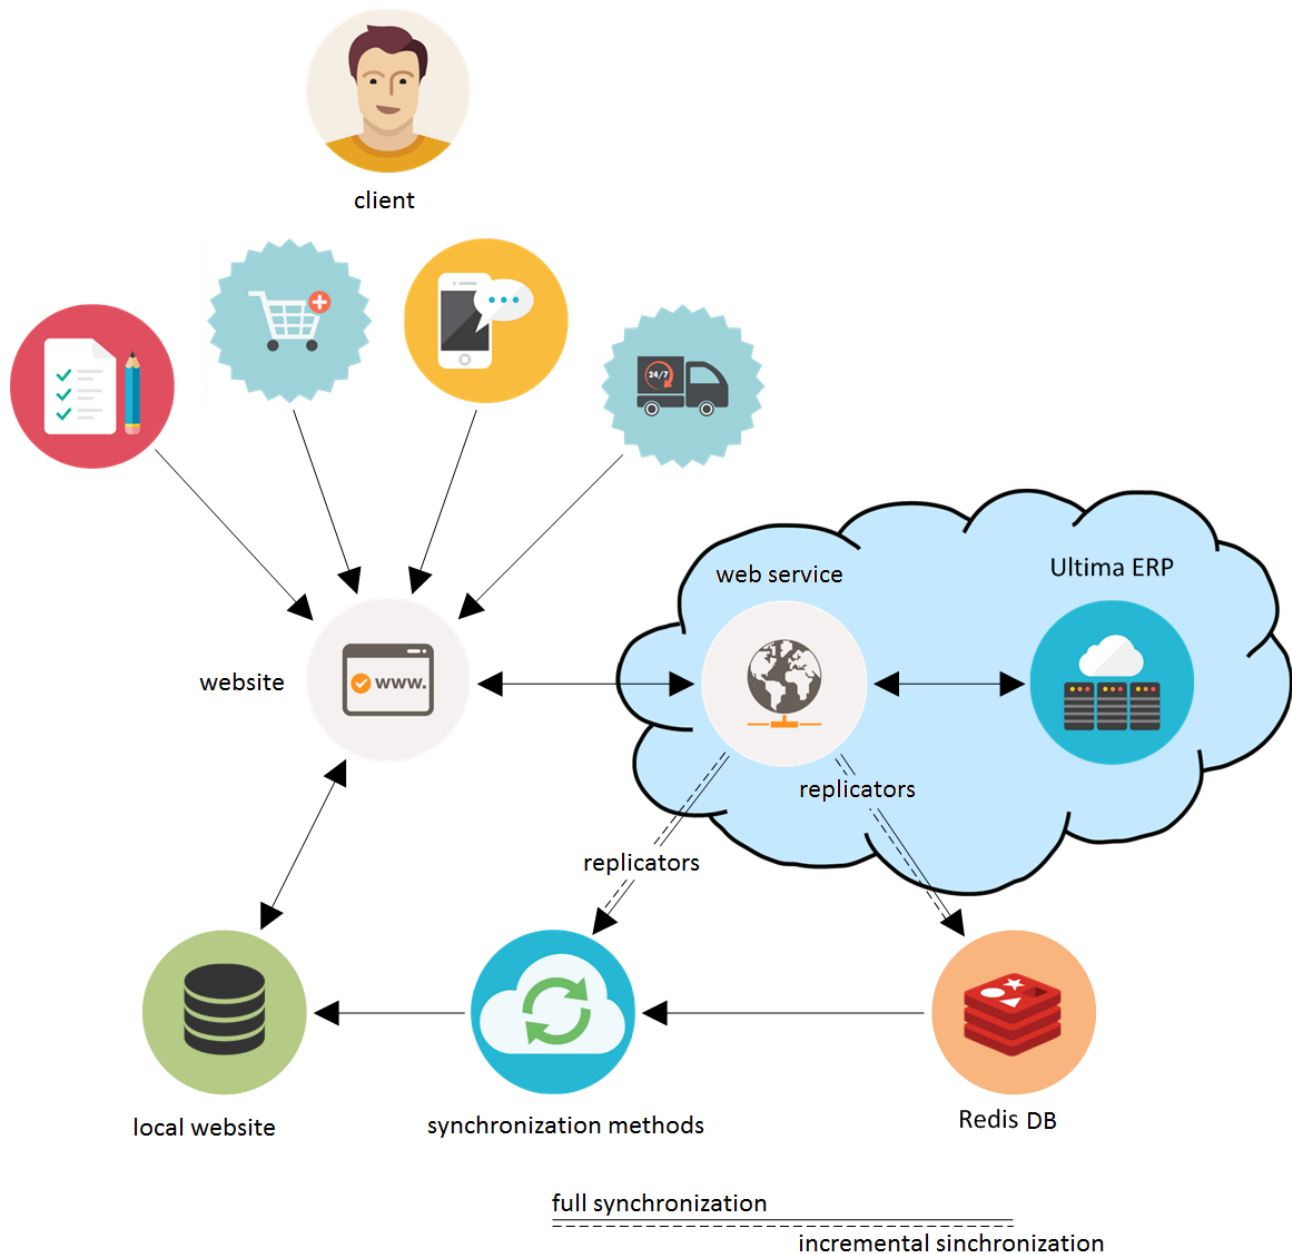 client
24/7
web service
Ultima ERP
website
www.
replicators
replicators
local website
synchronization methods
Redis DB
full synchronization
incremental sinchronization